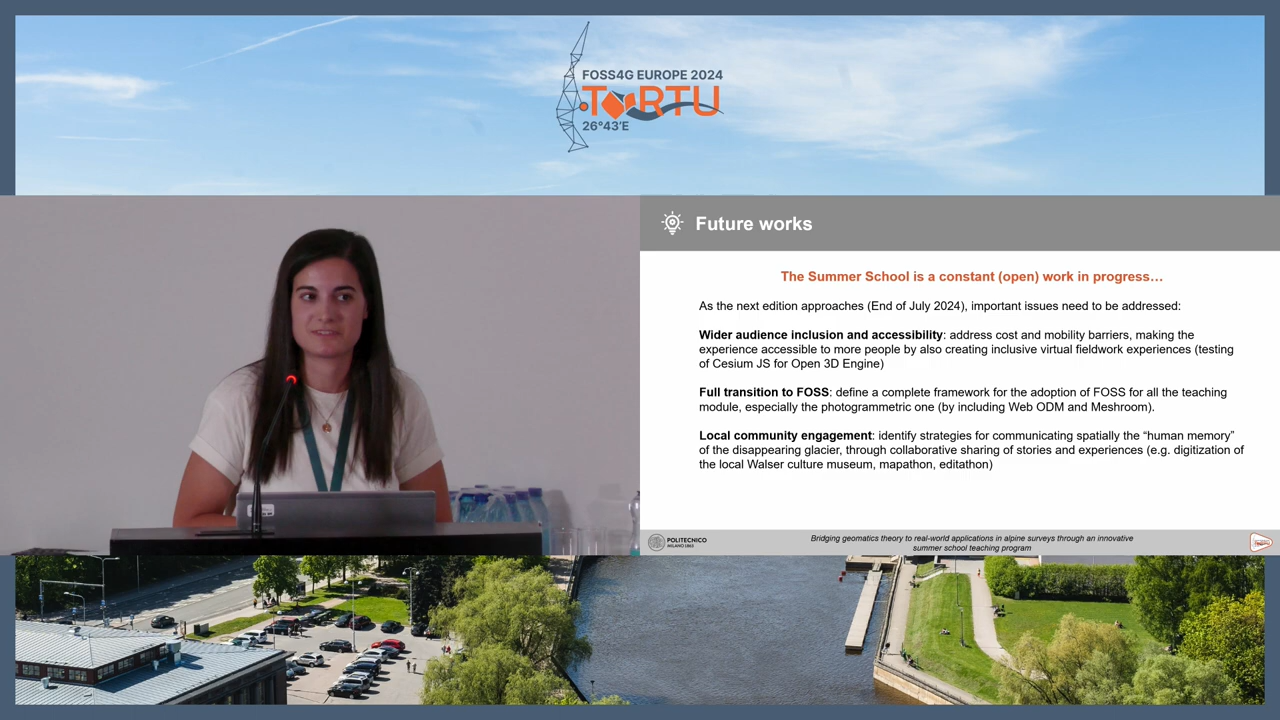 FOSS4G EUROPE 2024
TARTU
26°43'E
Future works
The Summer School is a constant (open) work in progress…
As the next edition approaches (End of July 2024), important issues need to be addressed:
Wider audience inclusion and accessibility: address cost and mobility barriers, making the
experience accessible to more people by also creating inclusive virtual fieldwork experiences (testing
of Cesium JS for Open 3D Engine)
Full transition to FOSS: define a complete framework for the adoption of FOSS for all the teaching
module, especially the photogrammetric one (by including Web ODM and Meshroom).
Local community engagement: identify strategies for communicating spatially the “human memory”
of the disappearing glacier, through collaborative sharing of stories and experiences (e.g. digitization of
the local Walser culture museum, mapathon, editathon)
POLITECNICO
MILANO 1863
Bridging geomatics theory to real-world applications in alpine surveys through an innovative
summer school teaching program